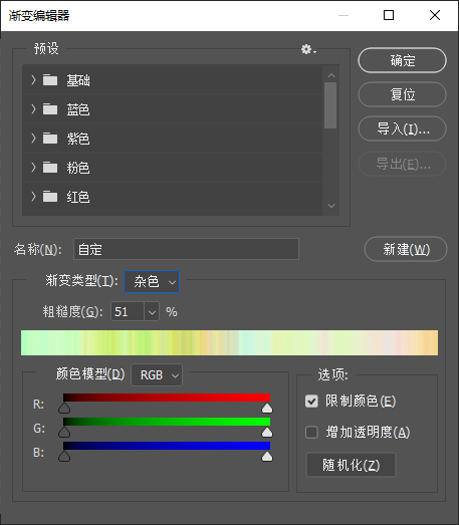 渐变编辑器
预设
确定
基础
复位
蓝色
导入(I)...
紫色
导出(E)...
粉色
红色
名称(N): 自定
新建(W)
渐变类型(T): 杂色
粗糙度(G): 51 %
颜色模型(D) RGB
选项:
R:
限制颜色(E)
G:
增加透明度(A)
B:
随机化(Z)